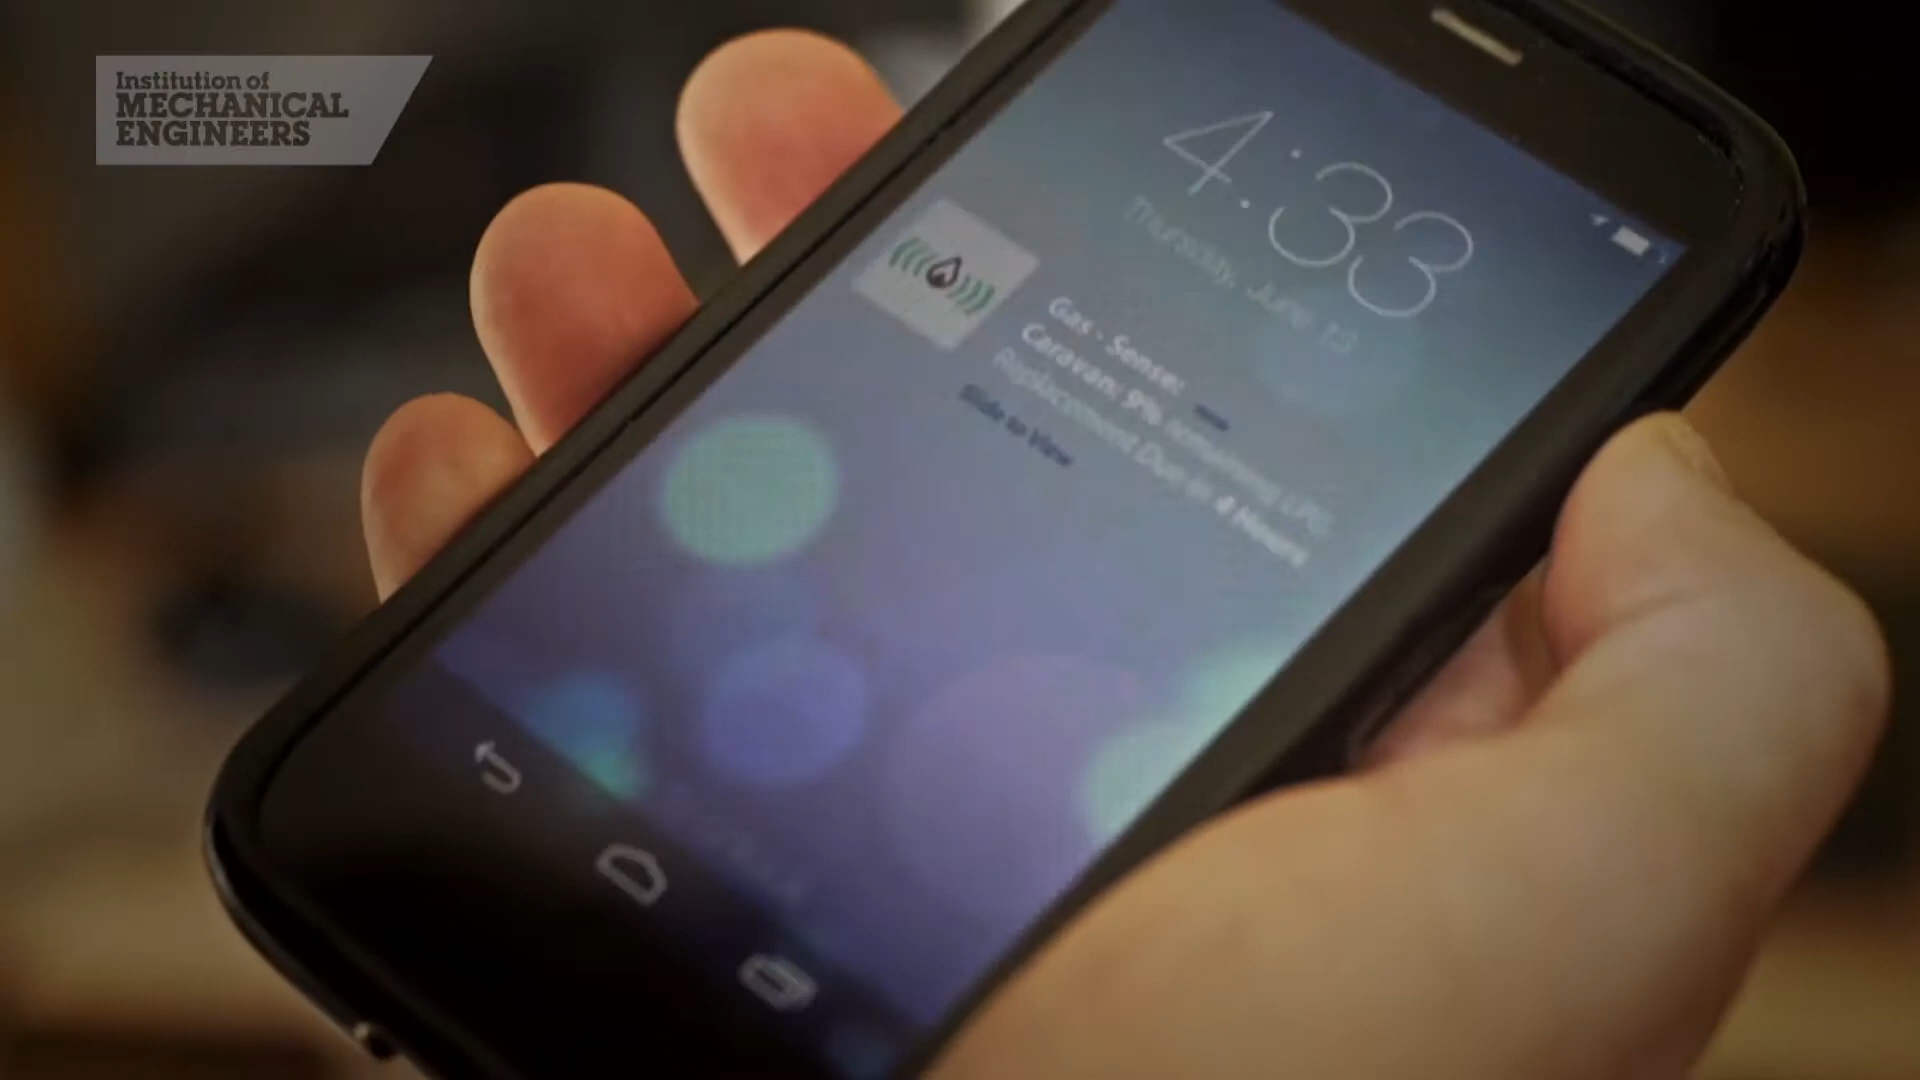 Institution of
MECHANICAL
ENGINEERS
4:33
Thursday, June 13
Gas - Sense:
Caravan: 9% remaining LPG
Replacement Due in 4 Hours
Slide to View